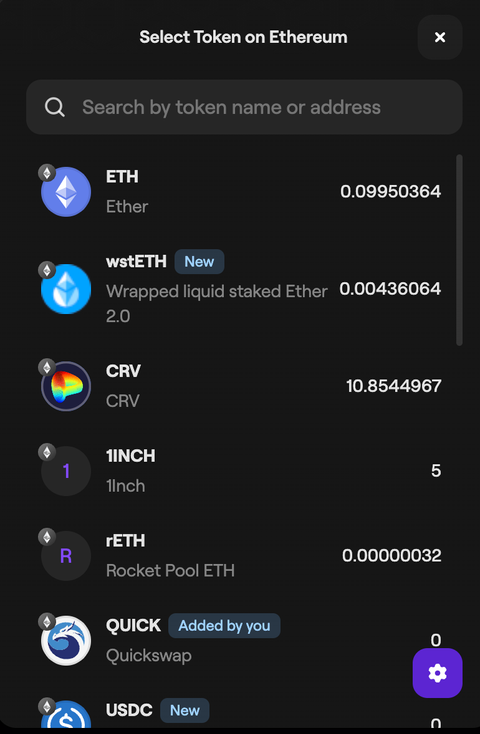 Select Token on Ethereum
Search by token name or address
ETH
Ether
0.09950364
wstETH New
Wrapped liquid staked Ether
2.0
0.00436064
CRV
CRV
10.8544967
1
1INCH
1Inch
5
R
rETH
Rocket Pool ETH
0.00000032
QUICK Added by you
Quickswap
0
USDC New
0